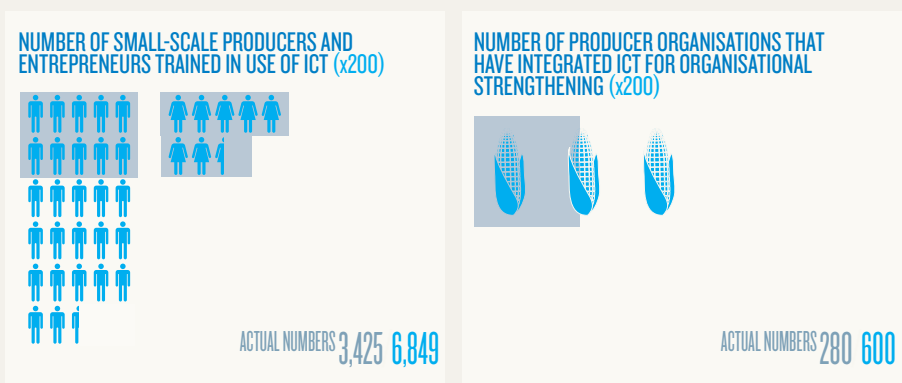 NUMBER OF SMALL-SCALE PRODUCERS AND
ENTREPRENEURS TRAINED IN USE OF ICT (x200)
ACTUAL NUMBERS 3,425 6,849
NUMBER OF PRODUCER ORGANISATIONS THAT
HAVE INTEGRATED ICT FOR ORGANISATIONAL
STRENGTHENING (x200)
ACTUAL NUMBERS 280 600